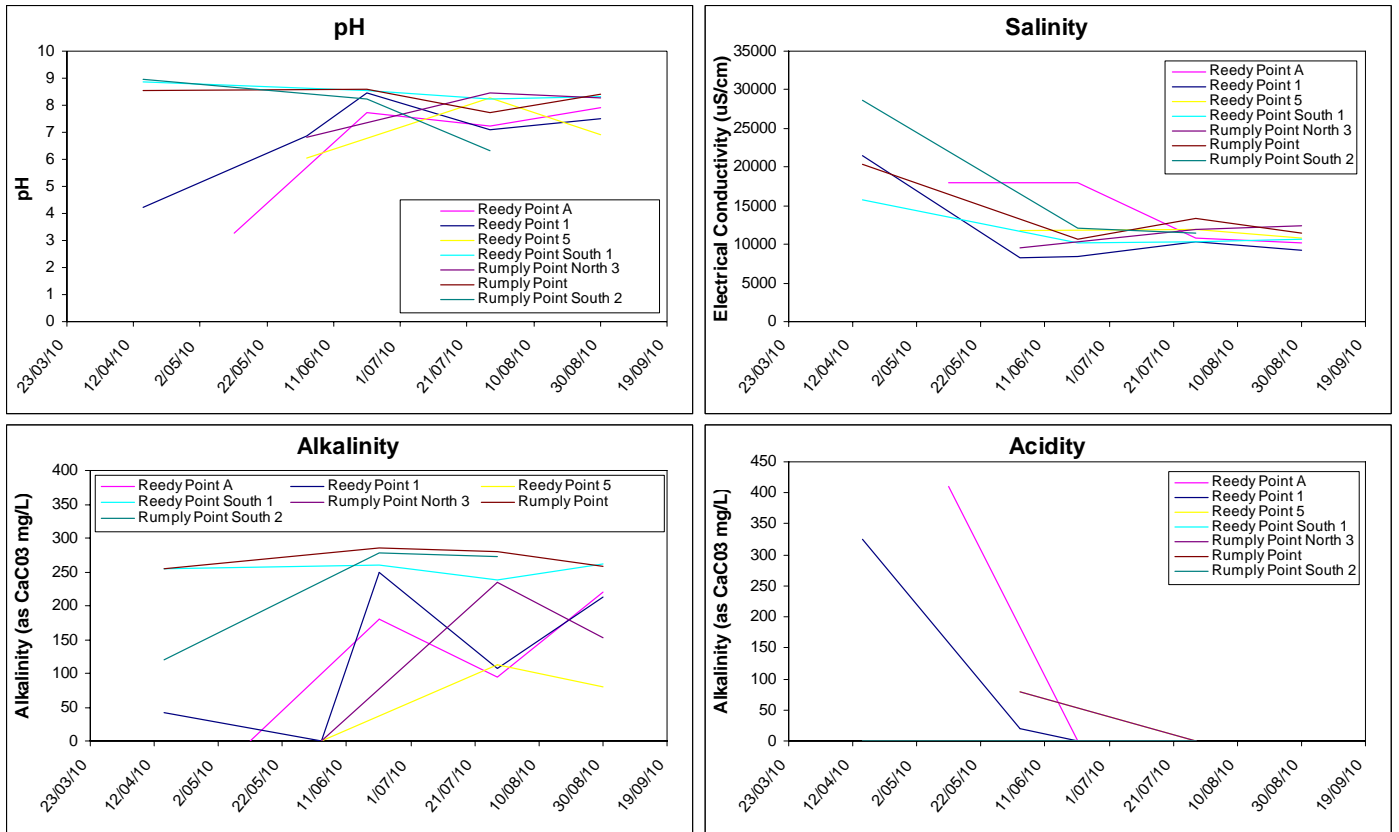 pH
10
9
8
7
6
5
4
3
2
1
0
pH
Reedy Point A
Reedy Point 1
Reedy Point 5
Reedy Point South 1
Rumply Point North 3
Rumply Point
Rumply Point South 2
23/03/10
12/04/10
2/05/10
22/05/10
11/06/10
1/07/10
21/07/10
10/08/10
30/08/10
19/09/10
Salinity
35000
30000
25000
20000
15000
10000
5000
0
Electrical Conductivity (uS/cm)
Reedy Point A
Reedy Point 1
Reedy Point 5
Reedy Point South 1
Rumply Point North 3
Rumply Point
Rumply Point South 2
23/03/10
12/04/10
2/05/10
22/05/10
11/06/10
1/07/10
21/07/10
10/08/10
30/08/10
19/09/10
Alkalinity
400
350
300
250
200
150
100
50
0
Alkalinity (as CaC03 mg/L)
Reedy Point A Reedy Point 1 Reedy Point 5
Reedy Point South 1 Rumply Point North 3 Rumply Point
Rumply Point South 2
23/03/10
12/04/10
2/05/10
22/05/10
11/06/10
1/07/10
21/07/10
10/08/10
30/08/10
19/09/10
Acidity
450
400
350
300
250
200
150
100
50
0
Alkalinity (as CaC03 mg/L)
Reedy Point A
Reedy Point 1
Reedy Point 5
Reedy Point South 1
Rumply Point North 3
Rumply Point
Rumply Point South 2
23/03/10
12/04/10
2/05/10
22/05/10
11/06/10
1/07/10
21/07/10
10/08/10
30/08/10
19/09/10